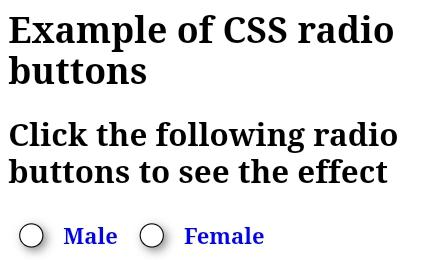 Example of CSS radio
buttons
Click the following radio
buttons to see the effect
Male Female